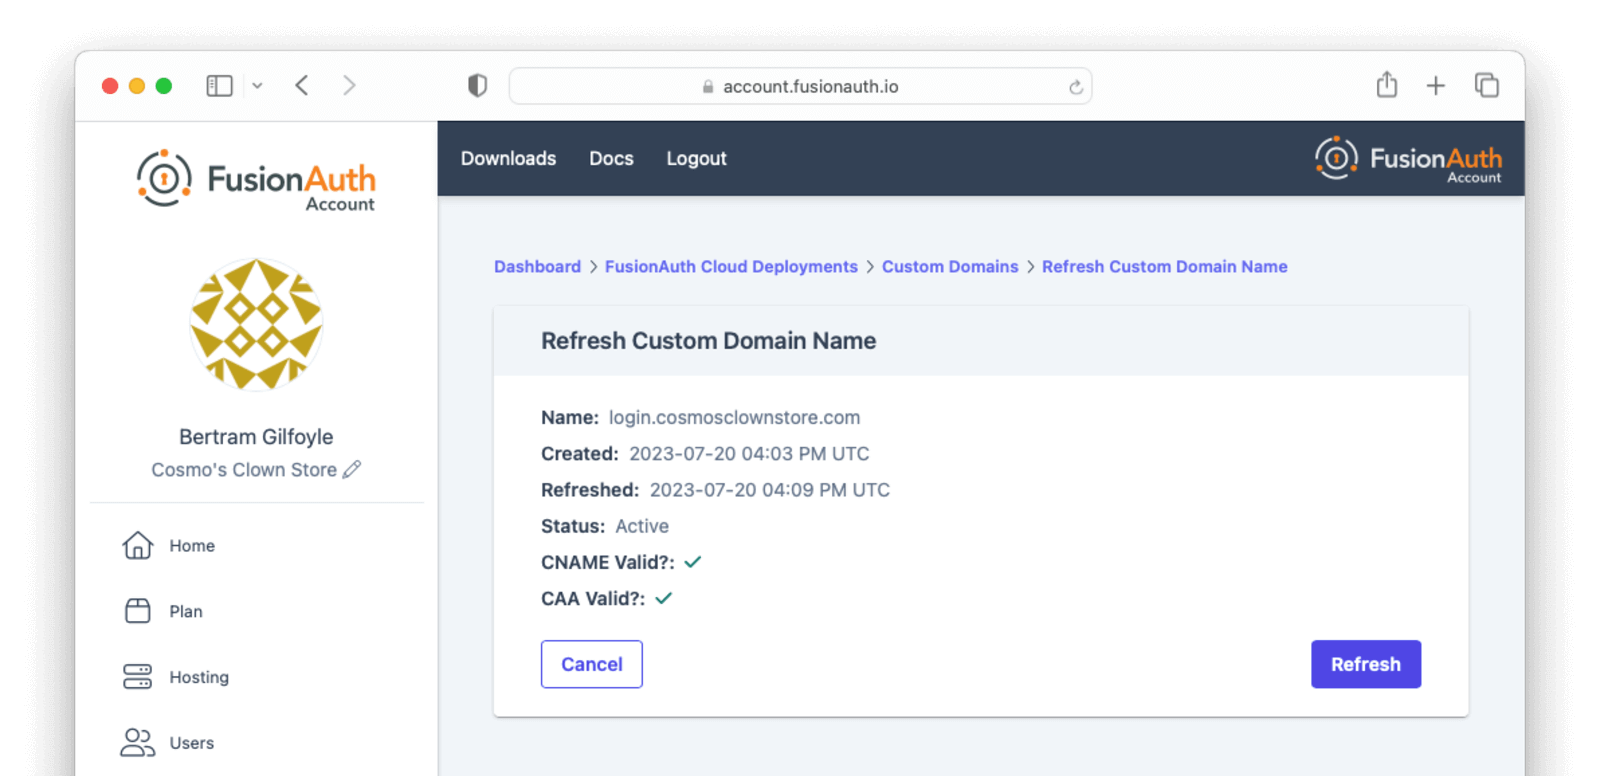 account.fusionauth.io
FusionAuth
Account
Downloads Docs Logout
FusionAuth
Account
Dashboard > FusionAuth Cloud Deployments > Custom Domains > Refresh Custom Domain Name
Refresh Custom Domain Name
Name: login.cosmosclownstore.com
Created: 2023-07-20 04:03 PM UTC
Refreshed: 2023-07-20 04:09 PM UTC
Status: Active
CNAME Valid?: ✓
CAA Valid?: ✓
Cancel
Refresh
Bertram Gilfoyle
Cosmo's Clown Store
Home
Plan
Hosting
Users